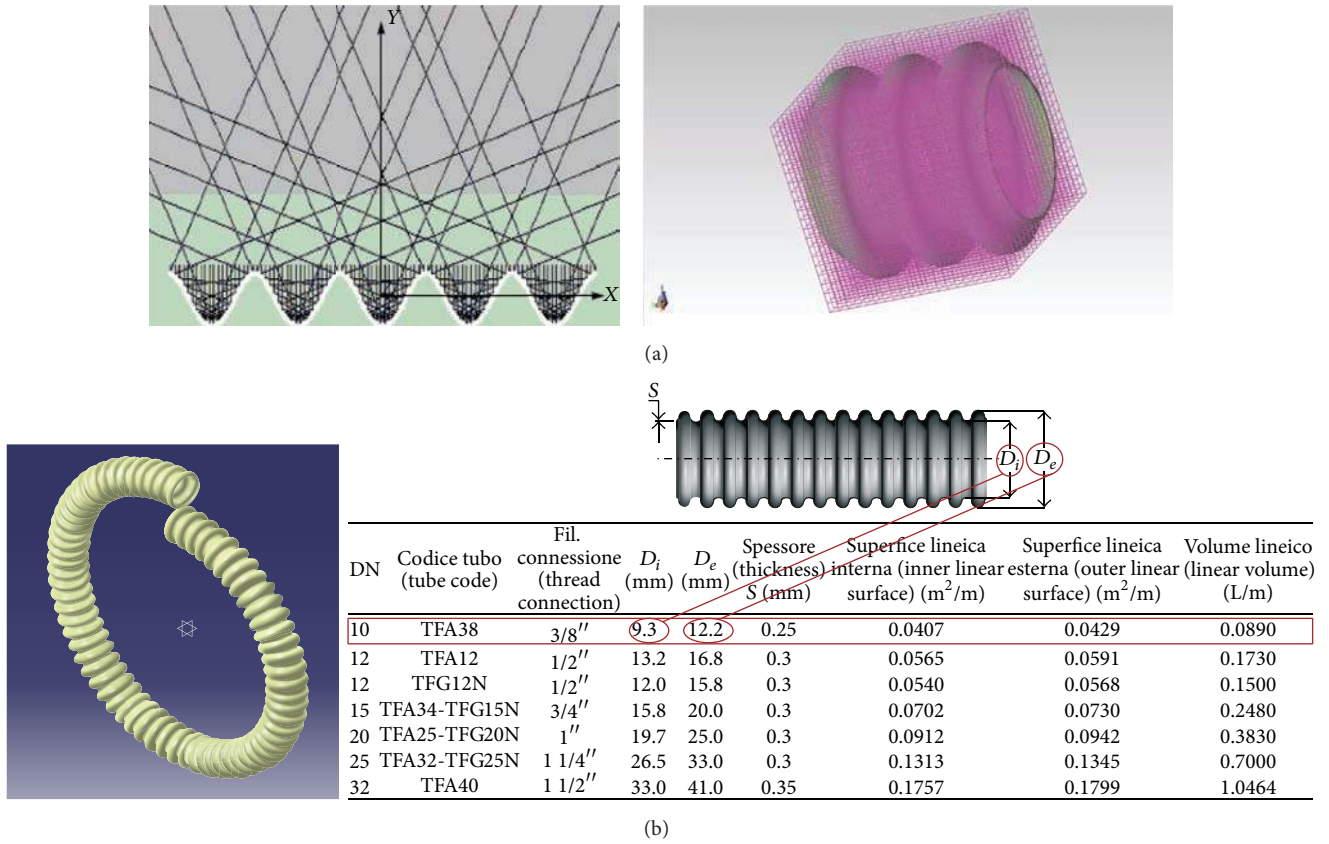 Y
X
(a)
S
D_i D_e
DN Codice tubo (tube code) Fil. connessione (thread connection) D_i (mm) D_e (mm) Spessore (thickness) S (mm) Superfice lineica interna (inner linear surface) (m²/m) Superfice lineica esterna (outer linear surface) (m²/m) Volume lineico (linear volume) (L/m)
10 TFA38 3/8″ 9.3 12.2 0.25 0.0407 0.0429 0.0890
12 TFA12 1/2″ 13.2 16.8 0.3 0.0565 0.0591 0.1730
12 TFG12N 1/2″ 12.0 15.8 0.3 0.0540 0.0568 0.1500
15 TFA34-TFG15N 3/4″ 15.8 20.0 0.3 0.0702 0.0730 0.2480
20 TFA25-TFG20N 1″ 19.7 25.0 0.3 0.0912 0.0942 0.3830
25 TFA32-TFG25N 1 1/4″ 26.5 33.0 0.3 0.1313 0.1345 0.7000
32 TFA40 1 1/2″ 33.0 41.0 0.35 0.1757 0.1799 1.0464
(b)